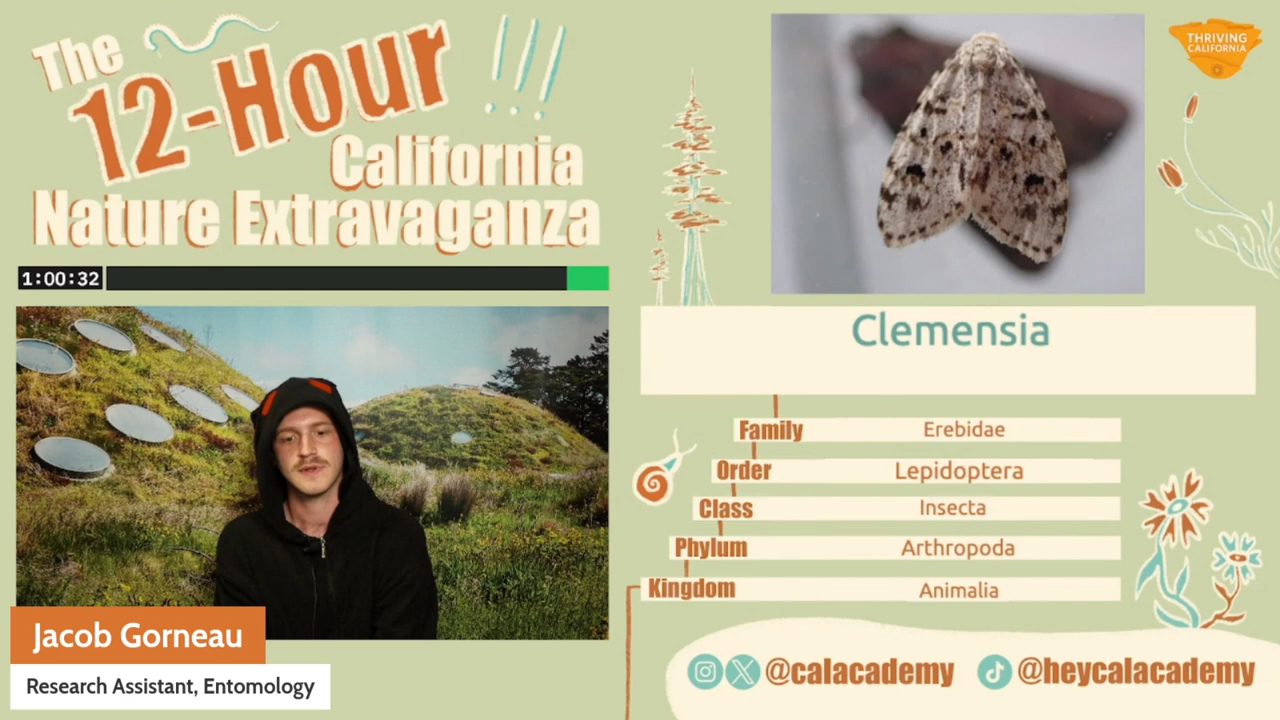 The
12-Hour
!!!
California
Nature Extravaganza
THRIVING
CALIFORNIA
1:00:32
Clemensia
Family Erebidae
Order Lepidoptera
Class Insecta
Phylum Arthropoda
Kingdom Animalia
Jacob Gorneau
Research Assistant, Entomology
@calacademy @heycalacademy